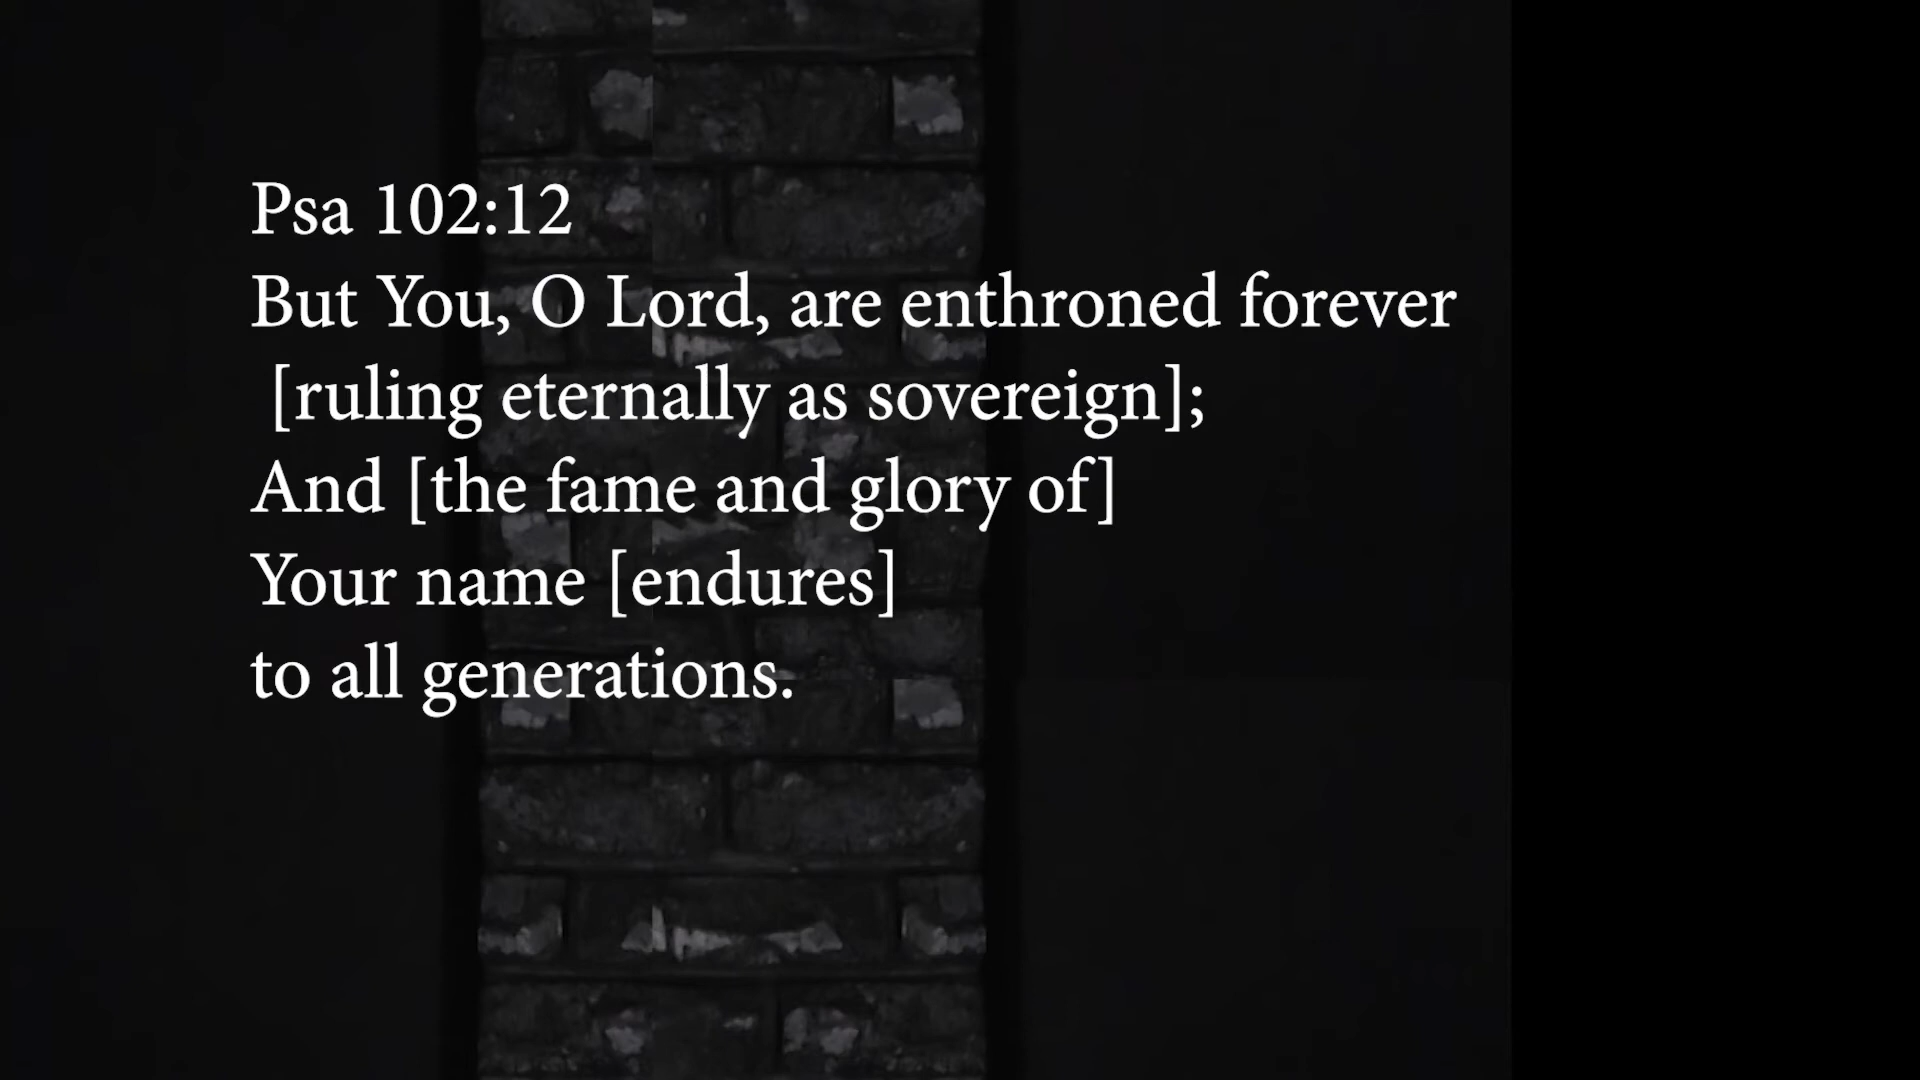 Psa 102:12
But You, O Lord, are enthroned forever
[ruling eternally as sovereign];
And [the fame and glory of]
Your name [endures]
to all generations.